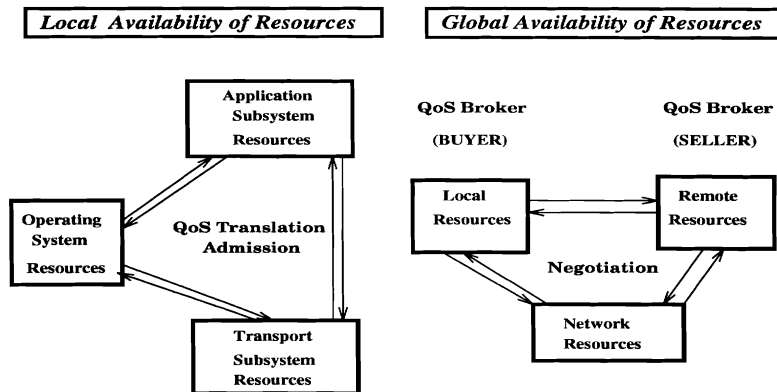 Local Availability of Resources
Application
Subsystem
Resources
Operating
System
Resources
QoS Translation
Admission
Transport
Subsystem
Resources
Global Availability of Resources
QoS Broker
(BUYER)
QoS Broker
(SELLER)
Local
Resources
Remote
Resources
Negotiation
Network
Resources